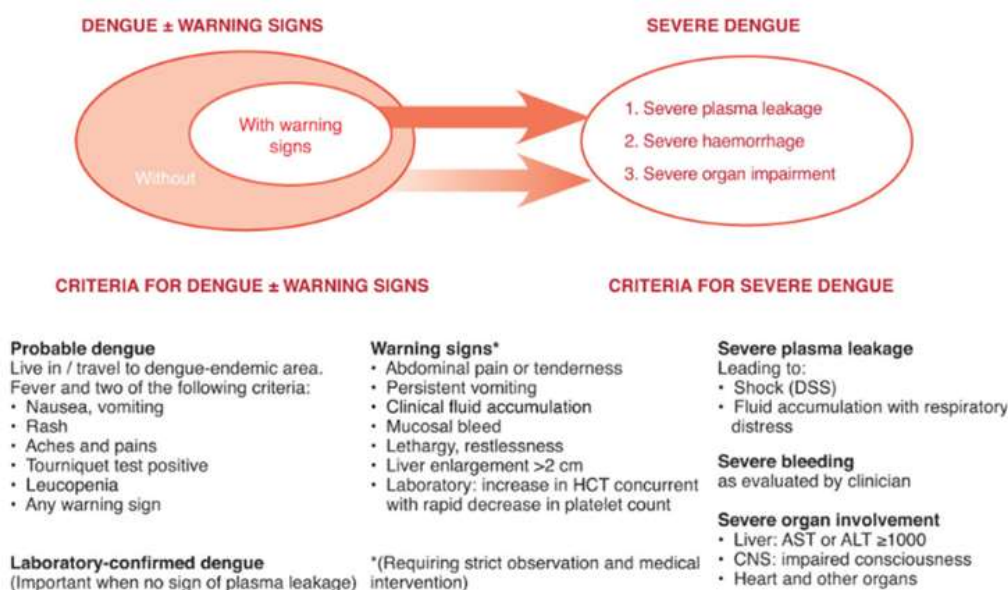 DENGUE ± WARNING SIGNS
SEVERE DENGUE
With warning
signs
Without
1. Severe plasma leakage
2. Severe haemorrhage
3. Severe organ impairment
CRITERIA FOR DENGUE ± WARNING SIGNS
CRITERIA FOR SEVERE DENGUE
Probable dengue
Live in / travel to dengue-endemic area.
Fever and two of the following criteria:
• Nausea, vomiting
• Rash
• Aches and pains
• Tourniquet test positive
• Leucopenia
• Any warning sign
Laboratory-confirmed dengue
(Important when no sign of plasma leakage)
Warning signs*
• Abdominal pain or tenderness
• Persistent vomiting
• Clinical fluid accumulation
• Mucosal bleed
• Lethargy, restlessness
• Liver enlargement >2 cm
• Laboratory: increase in HCT concurrent
with rapid decrease in platelet count
*(Requiring strict observation and medical
intervention)
Severe plasma leakage
Leading to:
• Shock (DSS)
• Fluid accumulation with respiratory
distress
Severe bleeding
as evaluated by clinician
Severe organ involvement
• Liver: AST or ALT ≥1000
• CNS: impaired consciousness
• Heart and other organs